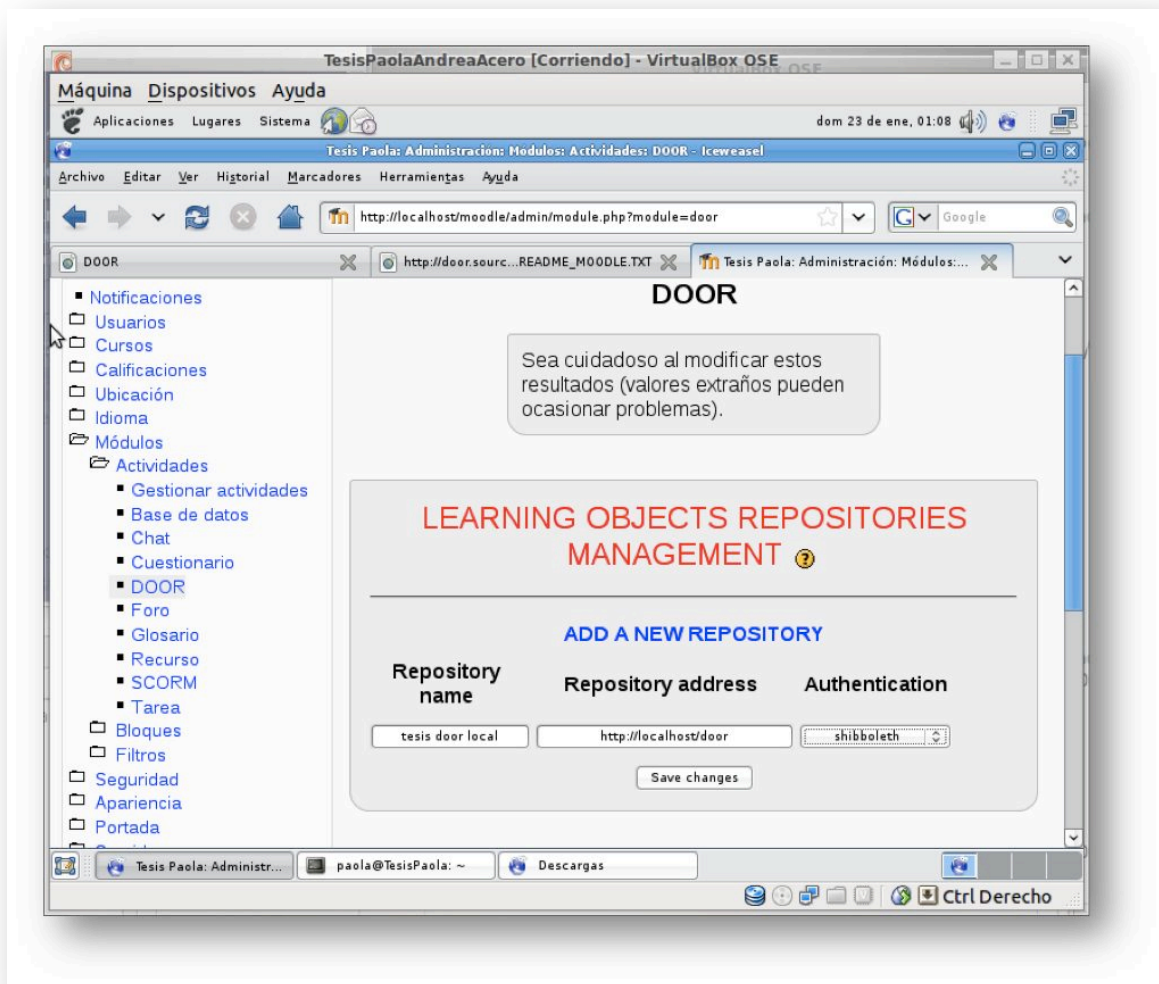 TesisPaolaAndreaAcero [Corriendo] - VirtualBox OSE
Máquina Dispositivos Ayuda
Aplicaciones Lugares Sistema dom 23 de ene, 01:08
Tesis Paola: Administracion: Modulos: Actividades: DOOR - Iceweasel
Archivo Editar Ver Historial Marcadores Herramientas Ayuda
http://localhost/moodle/admin/module.php?module=door Google
DOOR http://door.sourc...README_MOODLE.TXT Tesis Paola: Administración: Módulos:...
Notificaciones
Usuarios
Cursos
Calificaciones
Ubicación
Idioma
Módulos
Actividades
Gestionar actividades
Base de datos
Chat
Cuestionario
DOOR
Foro
Glosario
Recurso
SCORM
Tarea
Bloques
Filtros
Seguridad
Apariencia
Portada
DOOR
Sea cuidadoso al modificar estos
resultados (valores extraños pueden
ocasionar problemas).
LEARNING OBJECTS REPOSITORIES
MANAGEMENT ?
ADD A NEW REPOSITORY
Repository
name
Repository address Authentication
tesis door local http://localhost/door shibboleth
Save changes
Tesis Paola: Administr... paola@TesisPaola: ~ Descargas
Ctrl Derecho